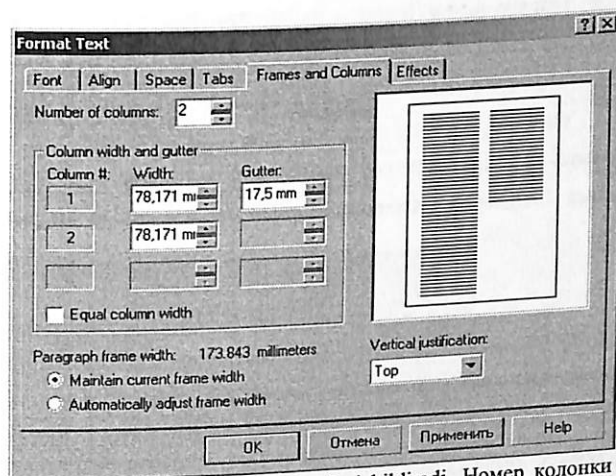 Format Text
Font Align Space Tabs Frames and Columns Effects
Number of columns: 2
Column width and gutter
Column #: Width: Gutter:
1 78,171 m 17,5 mm
2 78,171 m
Equal column width
Paragraph frame width: 173.843 millimeters
Maintain current frame width
Automatically adjust frame width
Vertical justification:
Top
OK Отмена Применить Help
Номер колонки